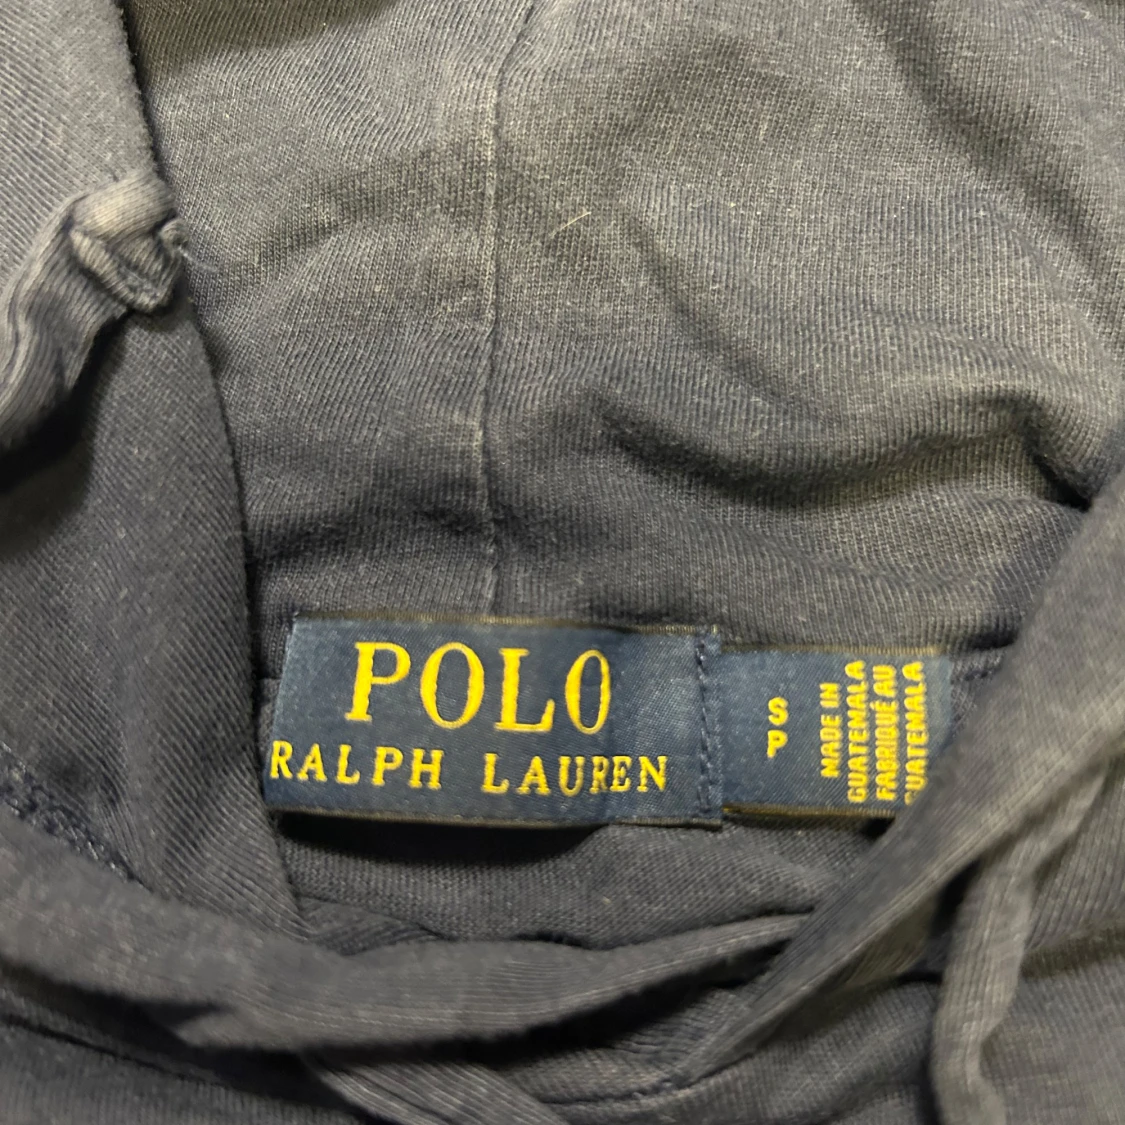 POLO
RALPH LAUREN
S
P
MADE IN
GUATEMALA
FABRIQUÉ AU
GUATEMALA